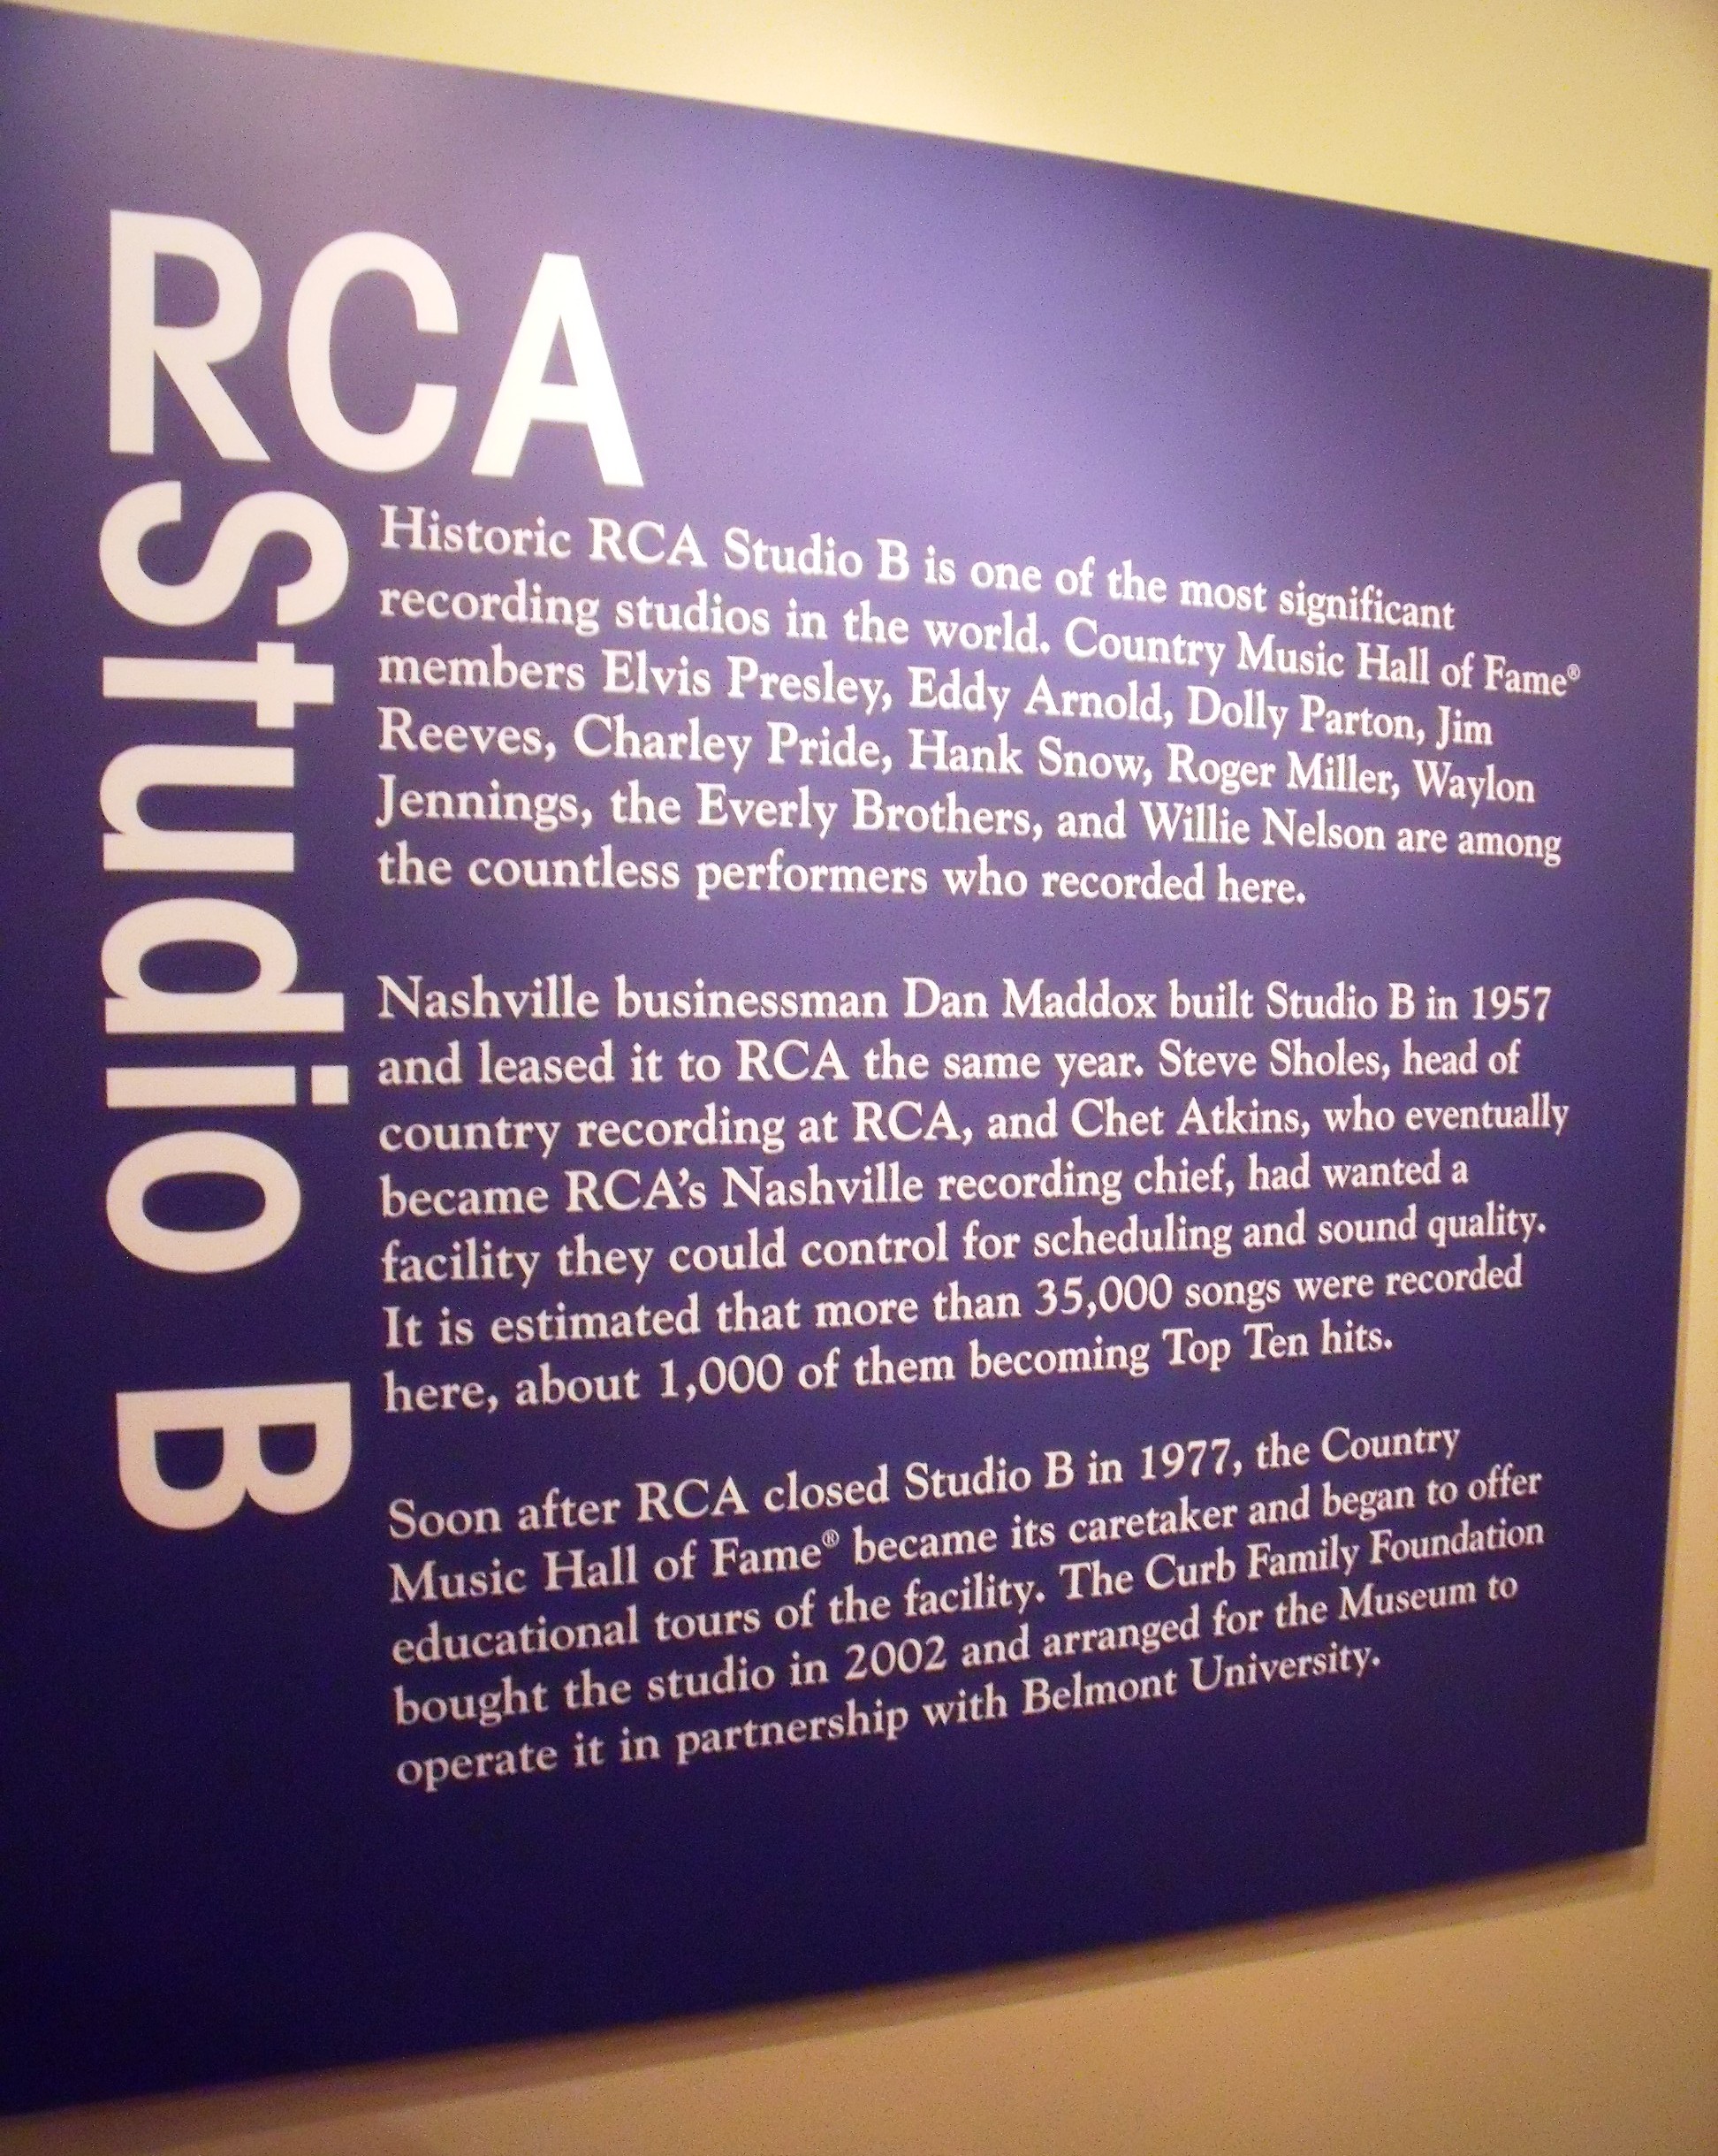 RCA
Studio B
Historic RCA Studio B is one of the most significant
recording studios in the world. Country Music Hall of Fame®
members Elvis Presley, Eddy Arnold, Dolly Parton, Jim
Reeves, Charley Pride, Hank Snow, Roger Miller, Waylon
Jennings, the Everly Brothers, and Willie Nelson are among
the countless performers who recorded here.
Nashville businessman Dan Maddox built Studio B in 1957
and leased it to RCA the same year. Steve Sholes, head of
country recording at RCA, and Chet Atkins, who eventually
became RCA’s Nashville recording chief, had wanted a
facility they could control for scheduling and sound quality.
It is estimated that more than 35,000 songs were recorded
here, about 1,000 of them becoming Top Ten hits.
Soon after RCA closed Studio B in 1977, the Country
Music Hall of Fame® became its caretaker and began to offer
educational tours of the facility. The Curb Family Foundation
bought the studio in 2002 and arranged for the Museum to
operate it in partnership with Belmont University.